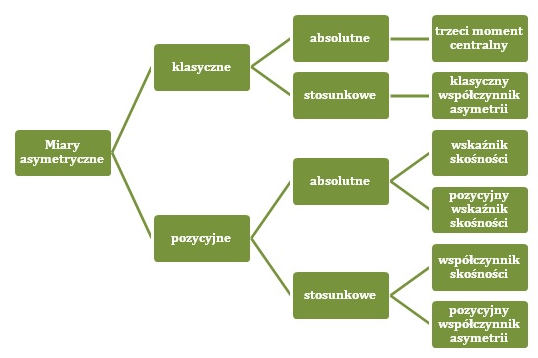 Miary
asymetryczne
klasyczne
absolutne
trzeci moment
centralny
stosunkowe
klasyczny
współczynnik
asymetrii
pozycyjne
absolutne
wskaźnik
skośności
pozycyjny
wskaźnik
skośności
stosunkowe
współczynnik
skośności
pozycyjny
współczynnik
asymetrii